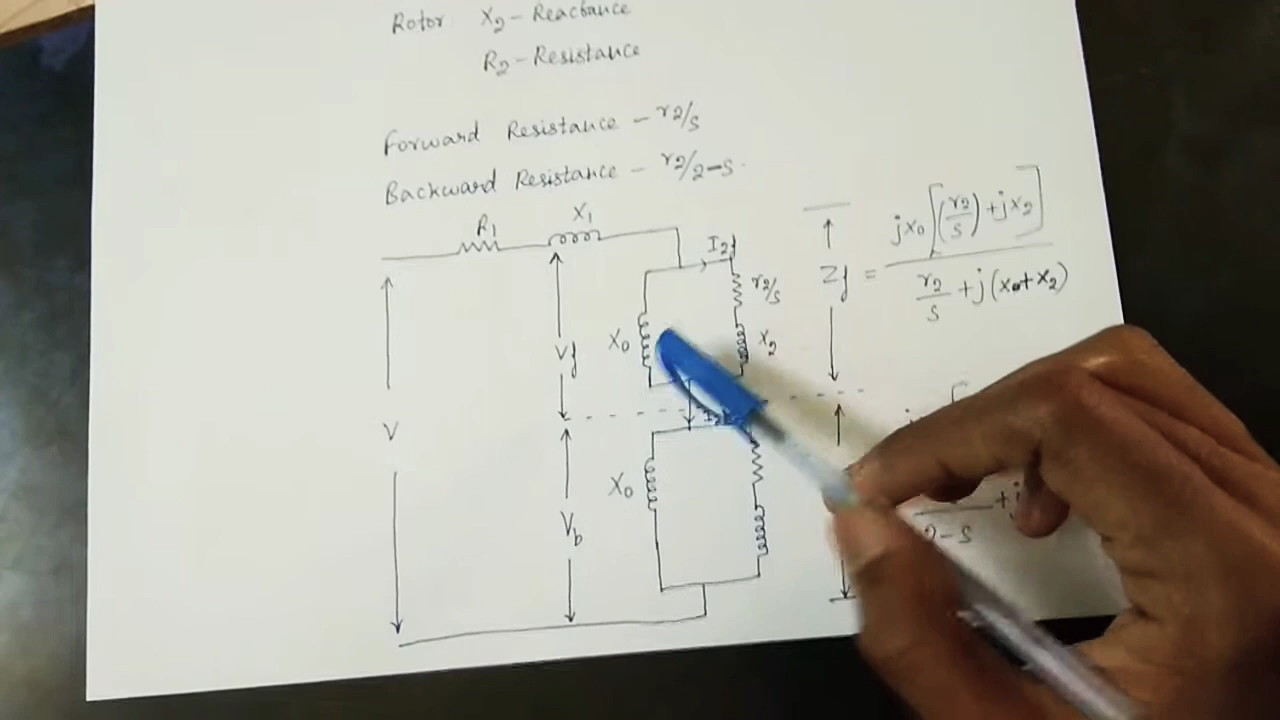 Rotor X2 - Reactance
R2 - Resistance
Forward Resistance - r2/s
Backward Resistance - r2/2-s.
R1
X1
I2f
r2/s
X0
X2
Vf
V
X0
Vb
Zf = jx0[(r2/s) + jx2]
r2/s + j(x0 + x2)
2-s